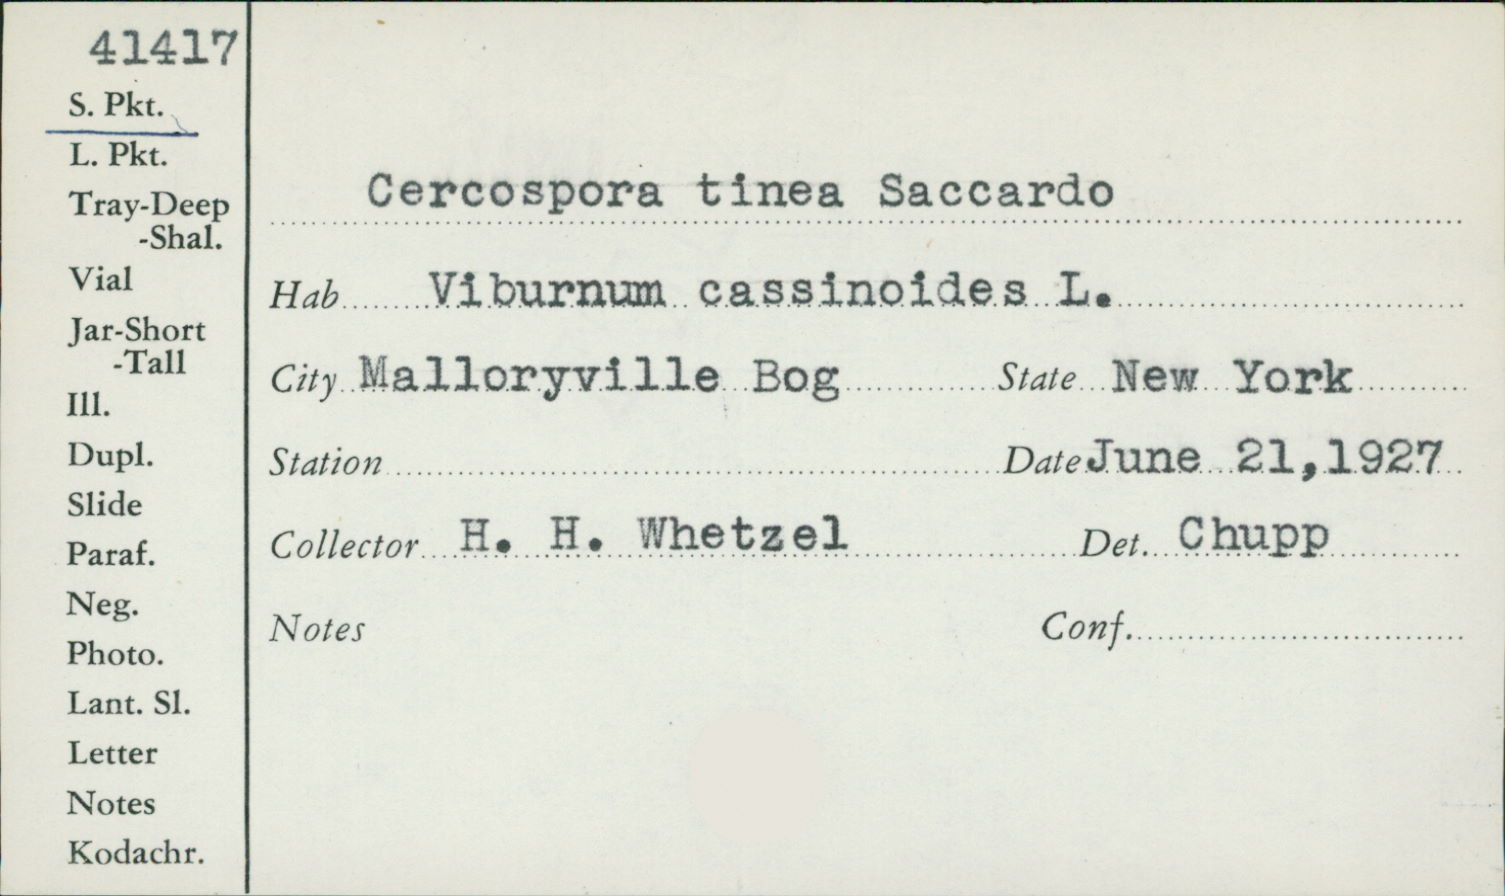 41417
S. Pkt.
L. Pkt.
Tray-Deep
-Shal.
Vial
Jar-Short
-Tall
Ill.
Dupl.
Slide
Paraf.
Neg.
Photo.
Lant. Sl.
Letter
Notes
Kodachr.
Cercospora tinea Saccardo
Hab Viburnum cassinoides L.
City Malloryville Bog State New York
Station Date June 21,1927
Collector H. H. Whetzel Det. Chupp
Notes Conf.